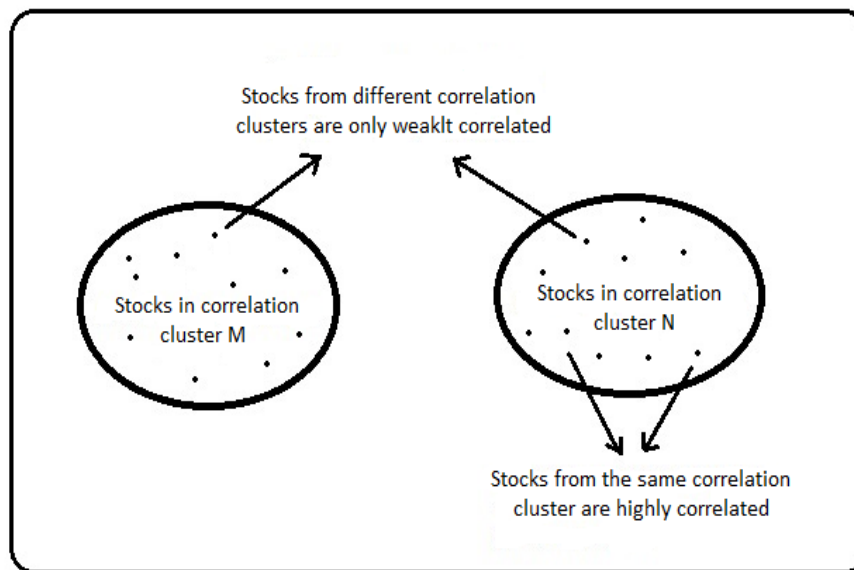 Stocks from different correlation
clusters are only weaklt correlated
Stocks in correlation
cluster M
Stocks in correlation
cluster N
Stocks from the same correlation
cluster are highly correlated